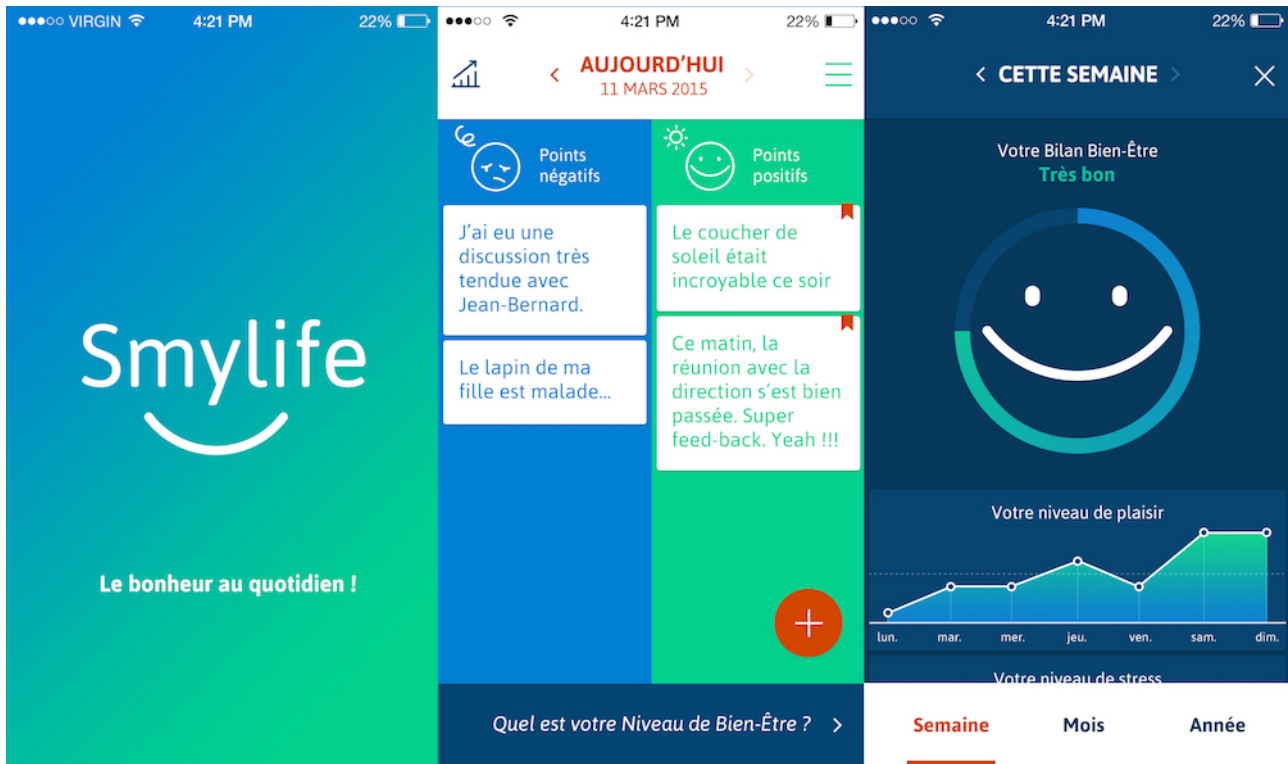 VIRGIN 4:21 PM 22%
Smylife
Le bonheur au quotidien !
4:21 PM 22%
AUJOURD'HUI
11 MARS 2015
Points
négatifs
J'ai eu une
discussion très
tendue avec
Jean-Bernard.
Le lapin de ma
fille est malade...
Points
positifs
Le coucher de
soleil était
incroyable ce soir
Ce matin, la
réunion avec la
direction s'est bien
passée. Super
feed-back. Yeah !!!
Quel est votre Niveau de Bien-Être ?
4:21 PM 22%
CETTE SEMAINE
Votre Bilan Bien-Être
Très bon
Votre niveau de plaisir
lun. mar. mer. jeu. ven. sam. dim.
Votre niveau de stress
Semaine Mois Année